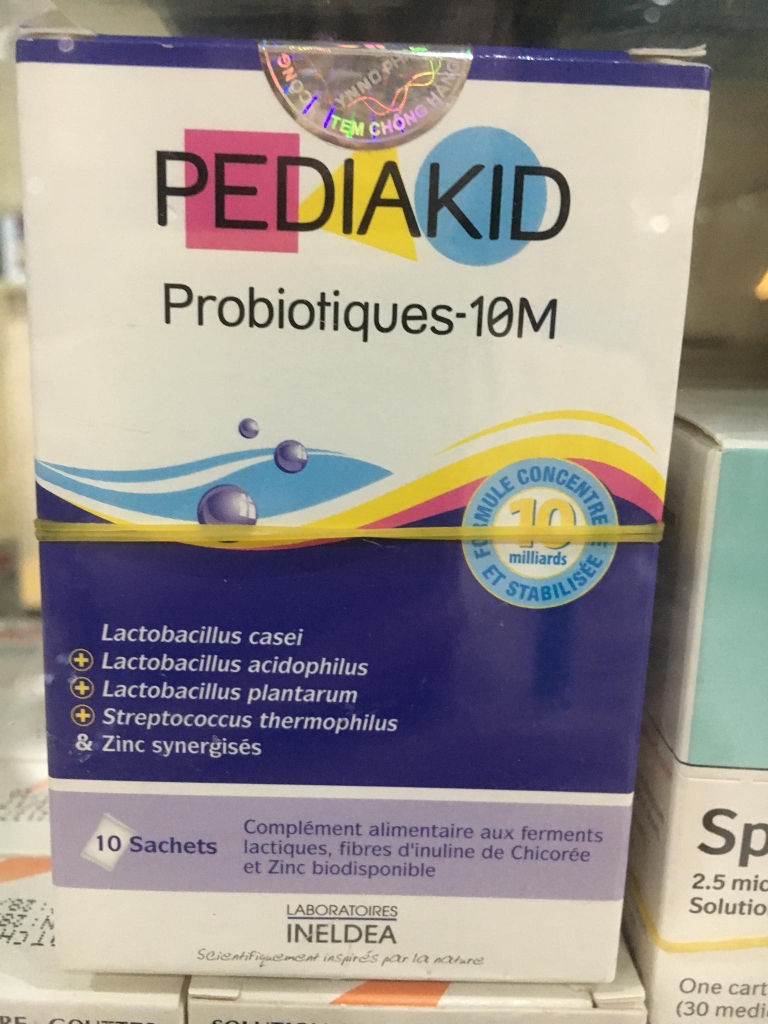 TEM CHỐNG HÀNG
PEDIAKID
Probiotiques-10M
FORMULE CONCENTRÉE
10
milliards
ET STABILISÉE
Lactobacillus casei
+ Lactobacillus acidophilus
+ Lactobacillus plantarum
+ Streptococcus thermophilus
& Zinc synergisés
10 Sachets
Complément alimentaire aux ferments
lactiques, fibres d'inuline de Chicorée
et Zinc biodisponible
LABORATOIRES
INELDEA
Scientifiquement inspirés par la nature
Sp
2.5 mic
Solutio
One cart
(30 medi